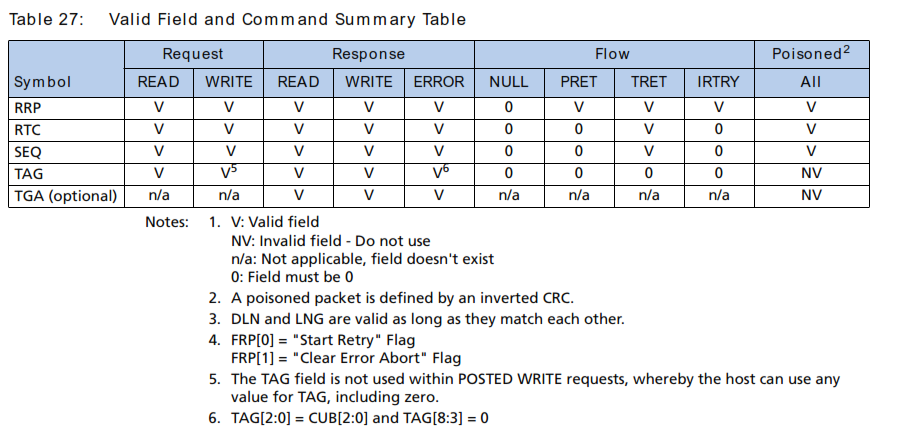 Table 27: Valid Field and Command Summary Table
Request Response Flow Poisoned2
Symbol READ WRITE READ WRITE ERROR NULL PRET TRET IRTRY All
RRP V V V V V 0 V V V V
RTC V V V V V 0 0 V 0 V
SEQ V V V V V 0 0 V 0 V
TAG V V5 V V V6 0 0 0 0 NV
TGA (optional) n/a n/a V V V n/a n/a n/a n/a NV
Notes: 1. V: Valid field
NV: Invalid field - Do not use
n/a: Not applicable, field doesn't exist
0: Field must be 0
2. A poisoned packet is defined by an inverted CRC.
3. DLN and LNG are valid as long as they match each other.
4. FRP[0] = "Start Retry" Flag
FRP[1] = "Clear Error Abort" Flag
5. The TAG field is not used within POSTED WRITE requests, whereby the host can use any
value for TAG, including zero.
6. TAG[2:0] = CUB[2:0] and TAG[8:3] = 0